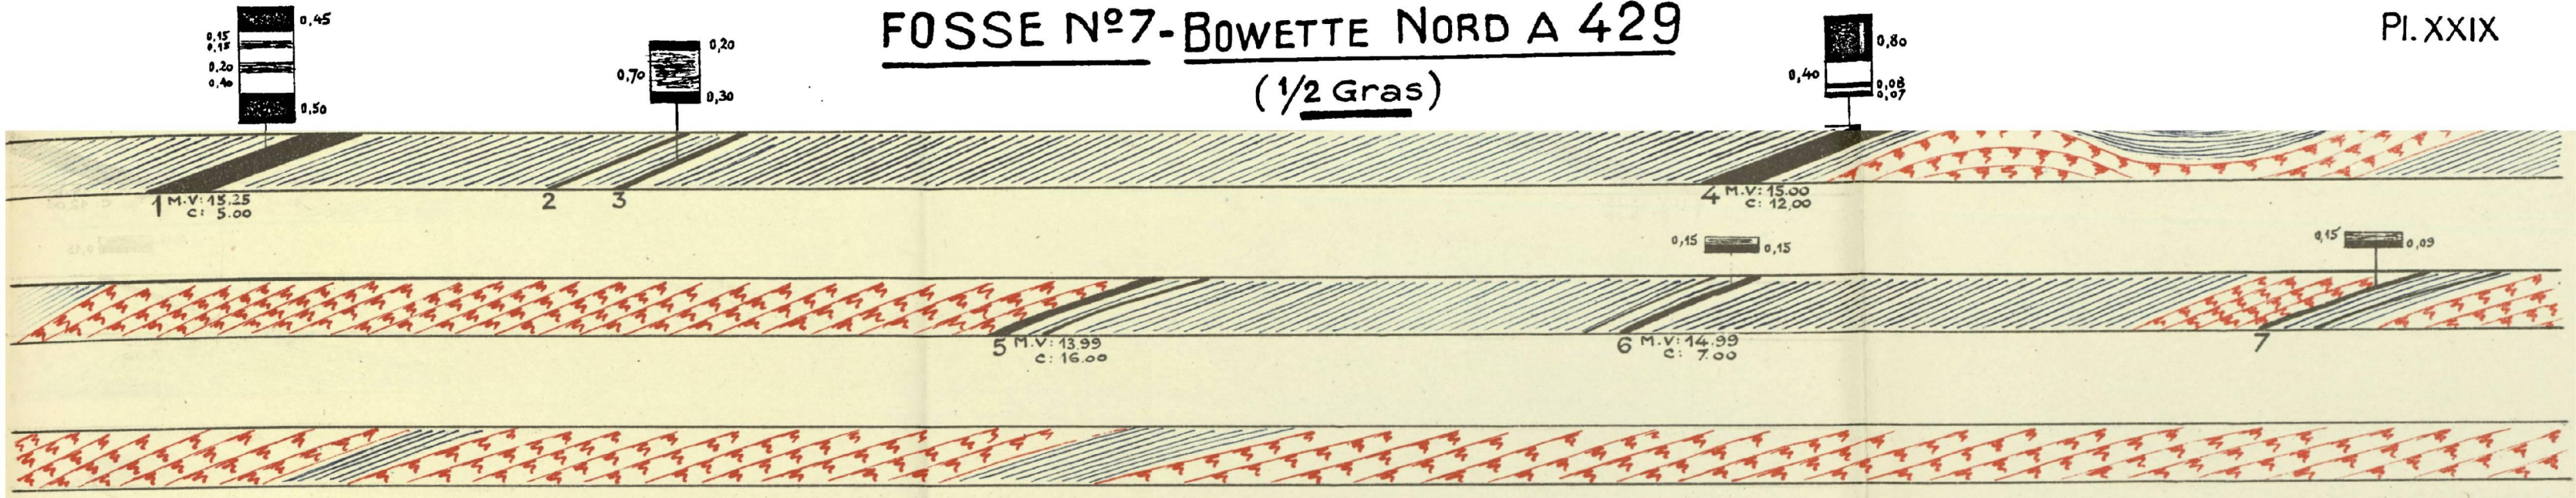 FOSSE Nº7-BOWETTE NORD A 429
(1/2 Gras)
Pl. XXIX
0,45
0,15
0,15
0,20
0,40
0,50
0,20
0,70
0,30
0,80
0,40
0,08
0,07
1 M.V: 15.25
C: 5.00
2
3
4 M.V: 15.00
C: 12.00
0,15 0,15
0,15 0,09
5 M.V: 13.99
C: 16.00
6 M.V: 14.99
C: 7.00
7